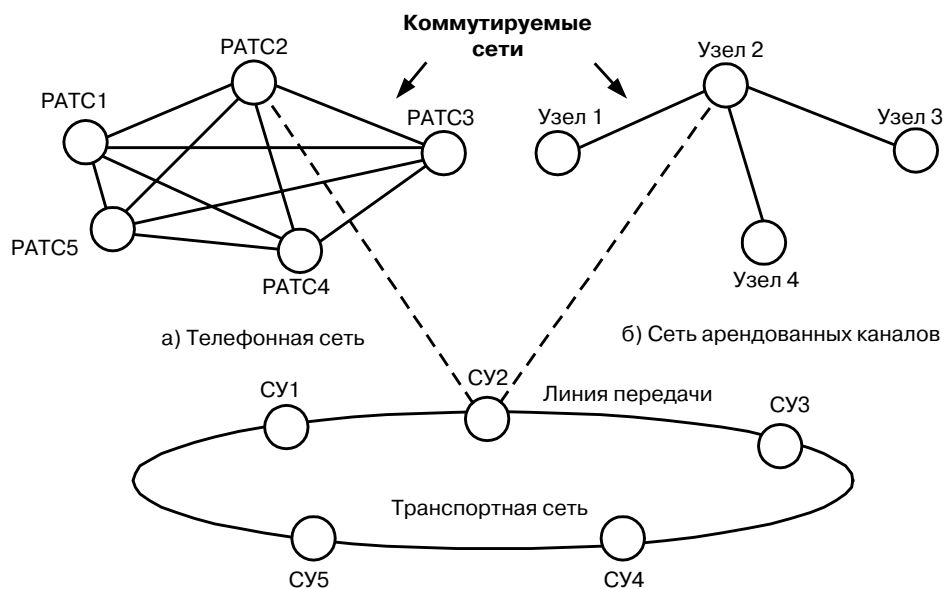 Коммутируемые
сети
РАТС2
РАТС1
РАТС3
РАТС5
РАТС4
Узел 2
Узел 1
Узел 3
Узел 4
а) Телефонная сеть
б) Сеть арендованных каналов
СУ2
СУ1
Линия передачи
СУ3
Транспортная сеть
СУ5
СУ4